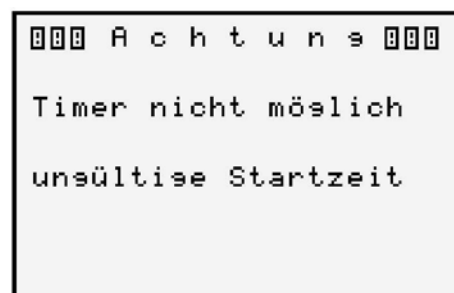 !!! A c h t u n g !!!
Timer nicht möglich
ungültige Startzeit